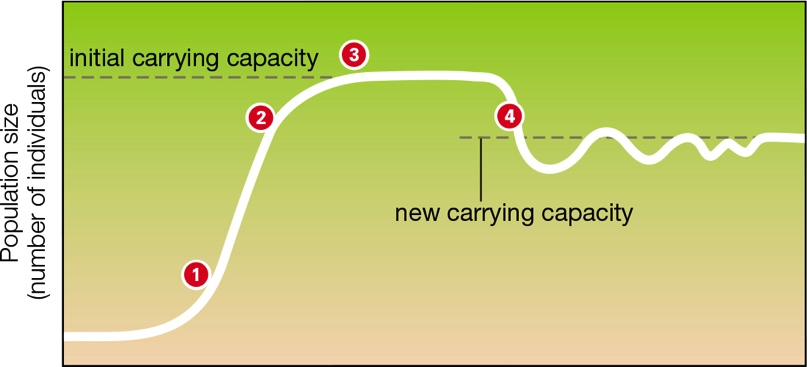 Population size
(number of individuals)
initial carrying capacity
3
2
4
new carrying capacity
1